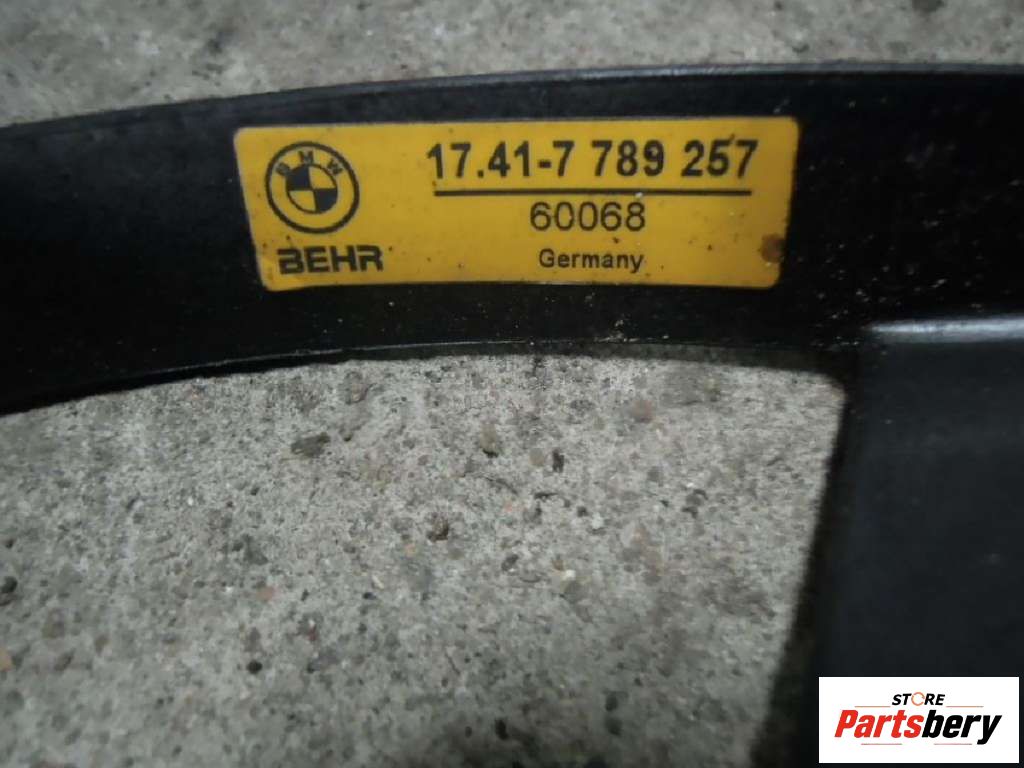 BMW
BEHR
17.41-7 789 257
60068
Germany
STORE
Partsbery